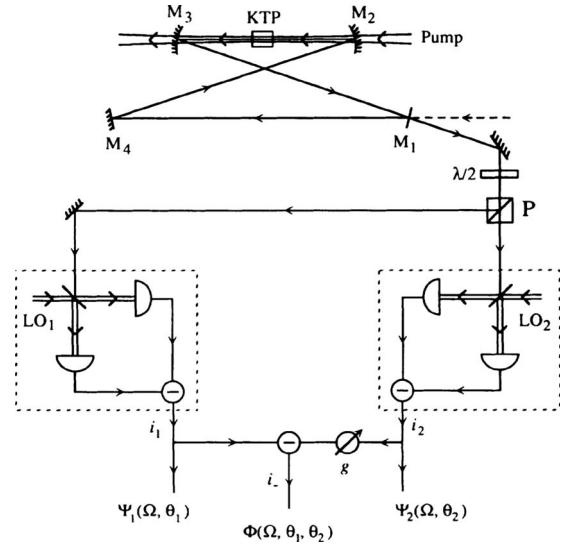 M₃ KTP M₂
Pump
M₄ M₁
λ/2
P
LO₁ LO₂
i₁ i₂
g
i₋
Ψ₁(Ω, θ₁) Ψ₂(Ω, θ₂)
Φ(Ω, θ₁, θ₂)